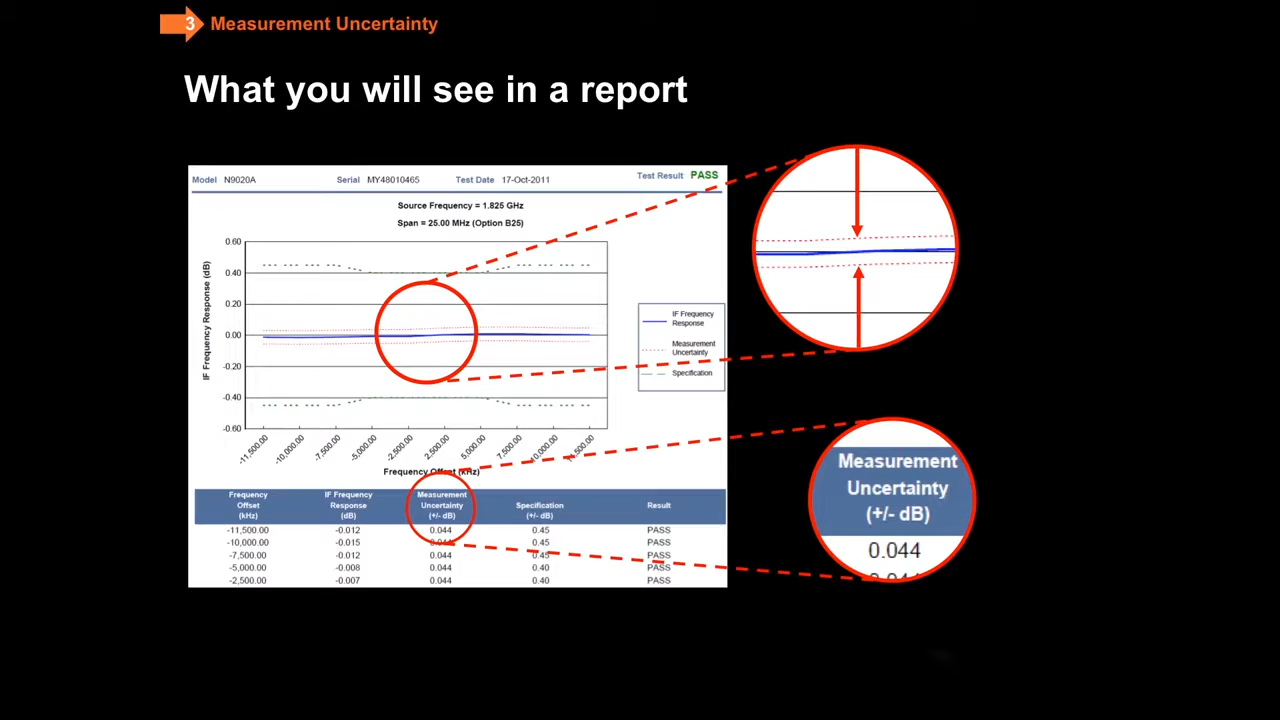 3 Measurement Uncertainty
What you will see in a report
Model N9020A Serial MY48010465 Test Date 17-Oct-2011 Test Result PASS
Source Frequency = 1.825 GHz
Span = 25.00 MHz (Option B25)
IF Frequency Response (dB)
0.60
0.40
0.20
0.00
-0.20
-0.40
-0.60
-11,500.00 -10,000.00 -7,500.00 -5,000.00 -2,500.00 2,500.00 5,000.00 7,500.00 10,000.00
Frequency Offset (kHz)
IF Frequency
Response
Measurement
Uncertainty
Specification
Frequency Offset (kHz) IF Frequency Response (dB) Measurement Uncertainty (+/- dB) Specification (+/- dB) Result
-11,500.00 -0.012 0.044 0.45 PASS
-10,000.00 -0.015 0.044 0.45 PASS
-7,500.00 -0.012 0.044 0.45 PASS
-5,000.00 -0.008 0.044 0.40 PASS
-2,500.00 -0.007 0.044 0.40 PASS
Measurement
Uncertainty
(+/- dB)
0.044